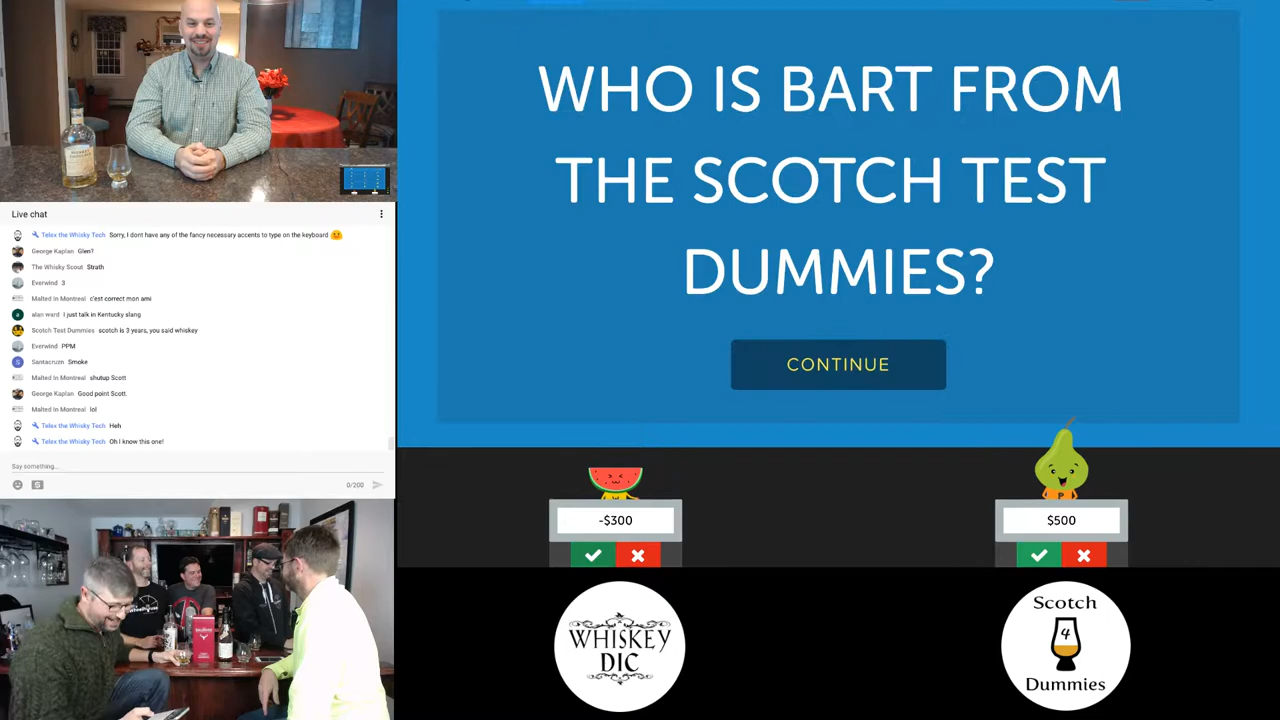 WHO IS BART FROM
THE SCOTCH TEST
DUMMIES?
CONTINUE
Live chat
Telex the Whisky Tech Sorry, I dont have any of the fancy necessary accents to type on the keyboard
George Kaplan Glen?
The Whisky Scout Strath
Everwind 3
Malted In Montreal c'est correct mon ami
a
alan ward I just talk in Kentucky slang
Scotch Test Dummies scotch is 3 years, you said whiskey
Everwind PPM
S
Santacruzn Smoke
Malted In Montreal shutup Scott
George Kaplan Good point Scott.
Malted In Montreal lol
Telex the Whisky Tech Heh
Telex the Whisky Tech Oh I know this one!
Say something...
0/200
P
-$300
$500
WHISKEY
DIC
Scotch
4
Dummies